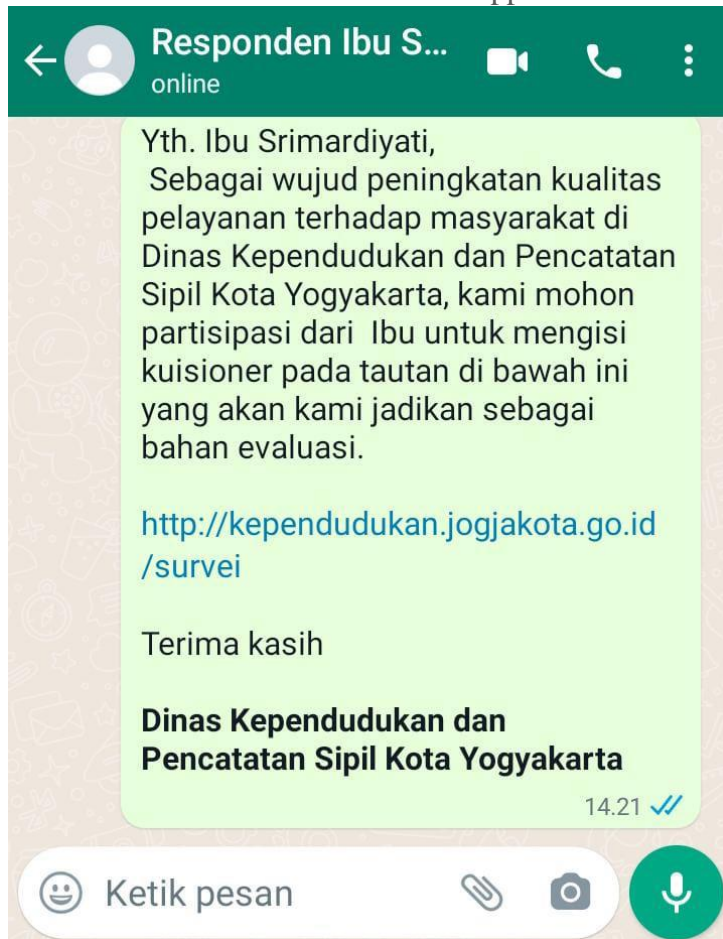 Responden Ibu S...
online
Yth. Ibu Srimardiyati,
Sebagai wujud peningkatan kualitas
pelayanan terhadap masyarakat di
Dinas Kependudukan dan Pencatatan
Sipil Kota Yogyakarta, kami mohon
partisipasi dari  Ibu untuk mengisi
kuisioner pada tautan di bawah ini
yang akan kami jadikan sebagai
bahan evaluasi.
http://kependudukan.jogjakota.go.id
/survei
Terima kasih
Dinas Kependudukan dan
Pencatatan Sipil Kota Yogyakarta
14.21
Ketik pesan